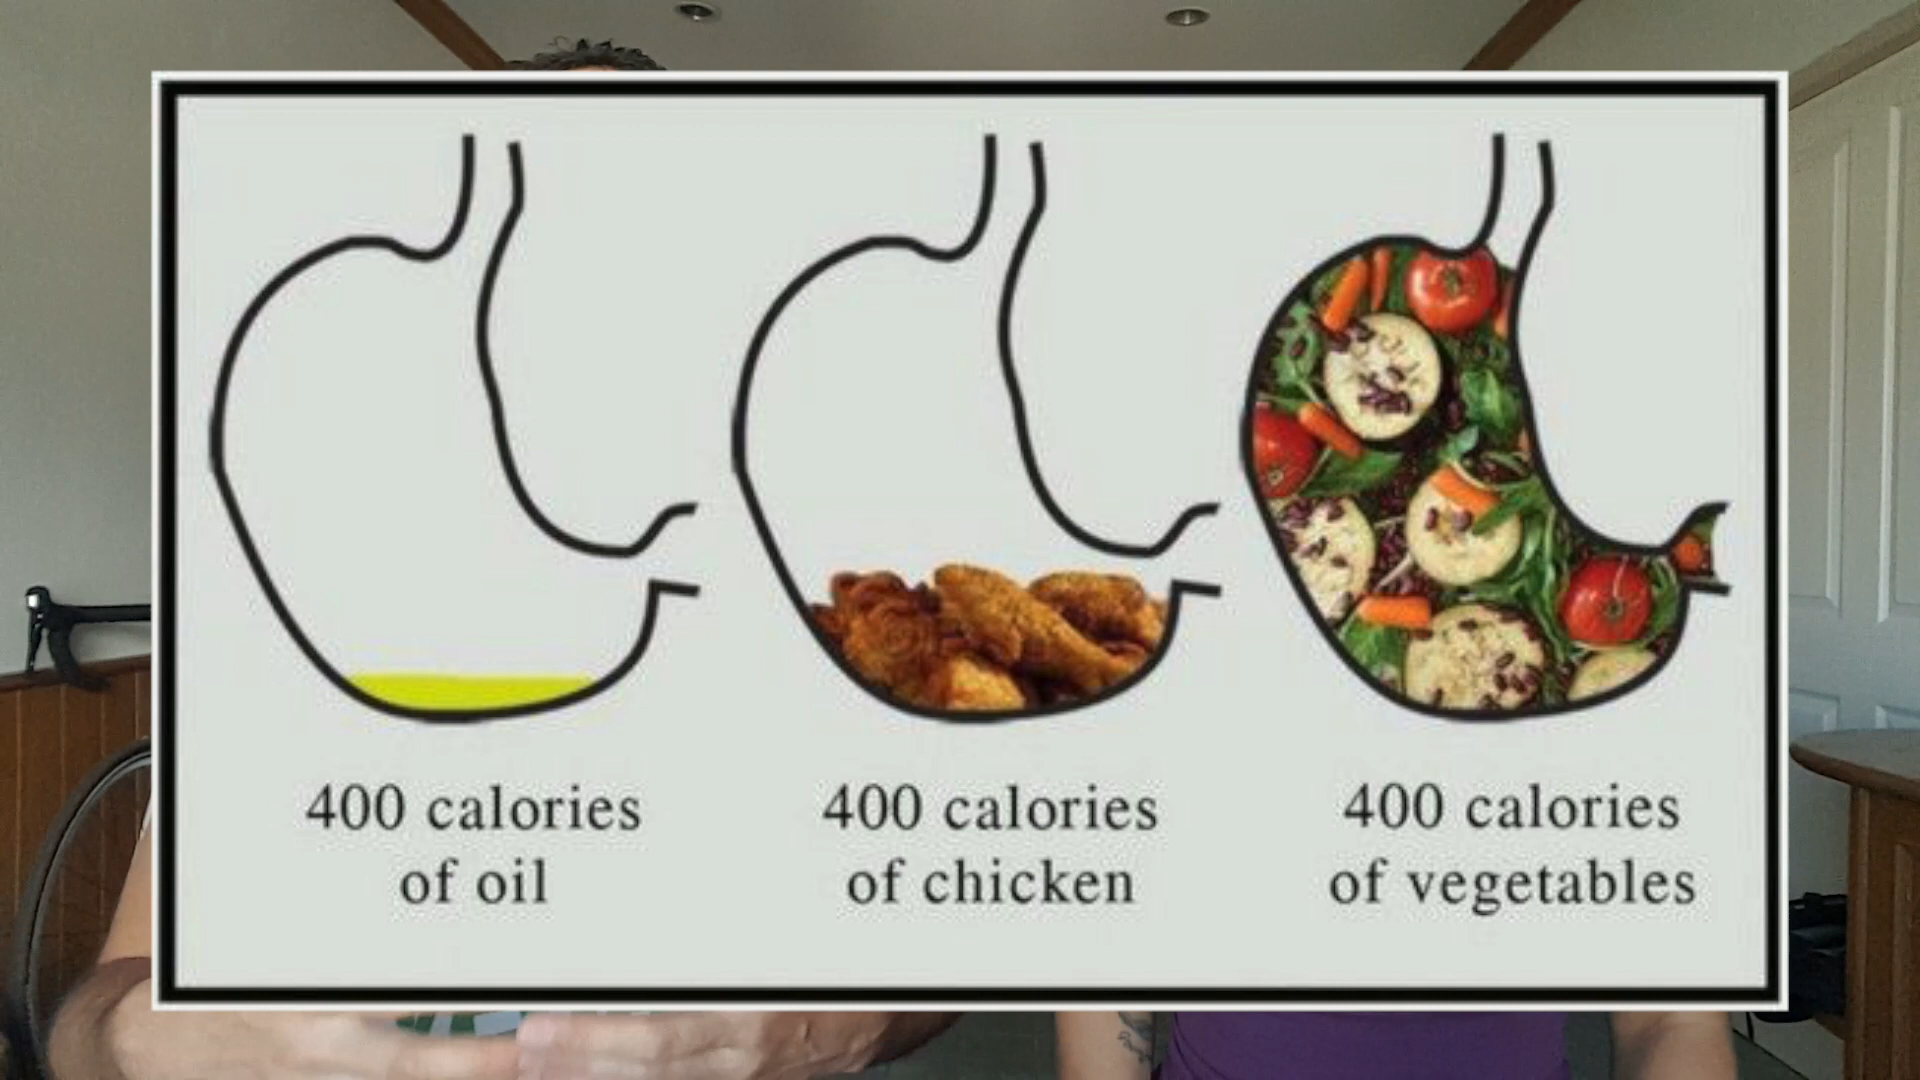 400 calories
of oil
400 calories
of chicken
400 calories
of vegetables